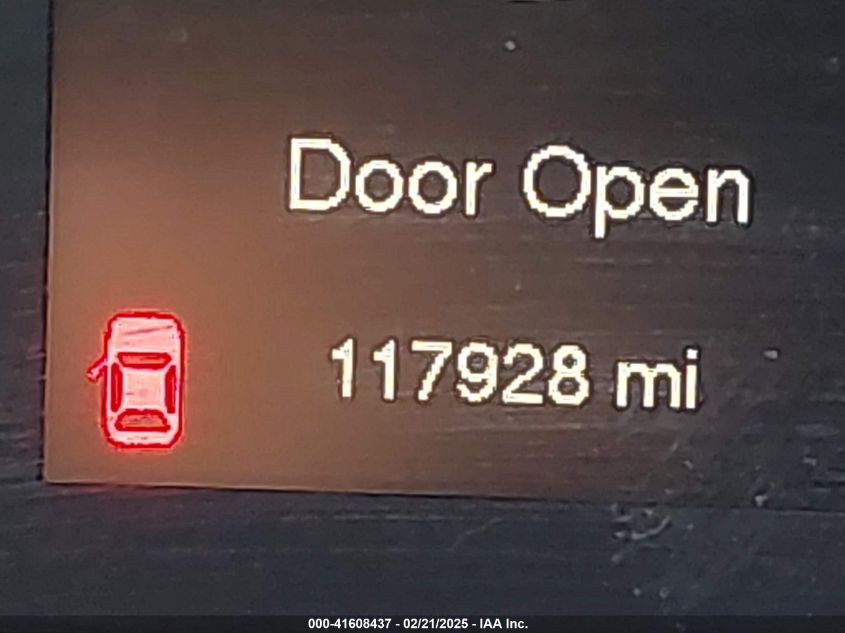 Door Open
117928 mi
000-41608437 - 02/21/2025 - IAA Inc.